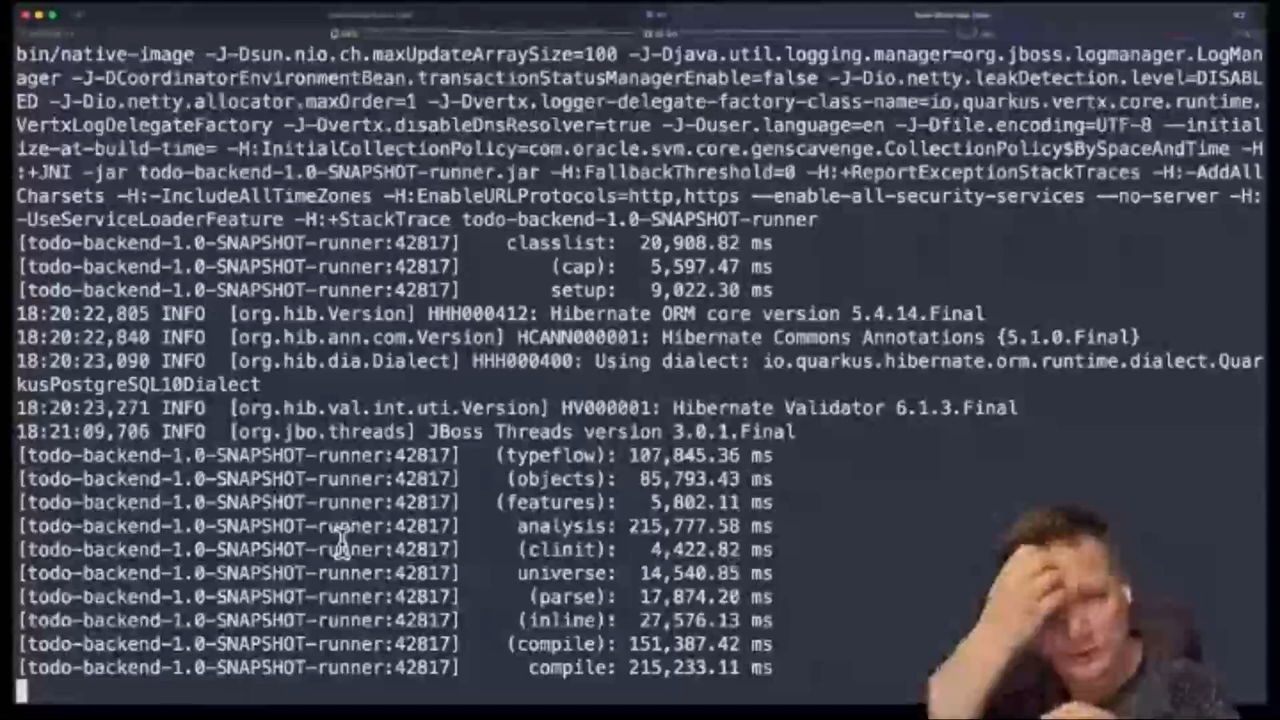 bin/native-image -J-Dsun.nio.ch.maxUpdateArraySize=100 -J-Djava.util.logging.manager=org.jboss.logmanager.LogMan
ager -J-DCoordinatorEnvironmentBean.transactionStatusManagerEnable=false -J-Dio.netty.leakDetection.level=DISABL
ED -J-Dio.netty.allocator.maxOrder=1 -J-Dvertx.logger-delegate-factory-class-name=io.quarkus.vertx.core.runtime.
VertxLogDelegateFactory -J-Dvertx.disableDnsResolver=true -J-Duser.language=en -J-Dfile.encoding=UTF-8 --initial
ize-at-build-time= -H:InitialCollectionPolicy=com.oracle.svm.core.genscavenge.CollectionPolicy$BySpaceAndTime -H
:+JNI -jar todo-backend-1.0-SNAPSHOT-runner.jar -H:FallbackThreshold=0 -H:+ReportExceptionStackTraces -H:-AddAll
Charsets -H:-IncludeAllTimeZones -H:EnableURLProtocols=http,https --enable-all-security-services --no-server -H:
-UseServiceLoaderFeature -H:+StackTrace todo-backend-1.0-SNAPSHOT-runner
[todo-backend-1.0-SNAPSHOT-runner:42817] classlist: 20,908.82 ms
[todo-backend-1.0-SNAPSHOT-runner:42817] (cap): 5,597.47 ms
[todo-backend-1.0-SNAPSHOT-runner:42817] setup: 9,022.30 ms
18:20:22,805 INFO [org.hib.Version] HHH000412: Hibernate ORM core version 5.4.14.Final
18:20:22,840 INFO [org.hib.ann.com.Version] HCANN000001: Hibernate Commons Annotations {5.1.0.Final}
18:20:23,090 INFO [org.hib.dia.Dialect] HHH000400: Using dialect: io.quarkus.hibernate.orm.runtime.dialect.Quar
kusPostgreSQL10Dialect
18:20:23,271 INFO [org.hib.val.int.uti.Version] HV000001: Hibernate Validator 6.1.3.Final
18:21:09,706 INFO [org.jbo.threads] JBoss Threads version 3.0.1.Final
[todo-backend-1.0-SNAPSHOT-runner:42817] (typeflow): 107,845.36 ms
[todo-backend-1.0-SNAPSHOT-runner:42817] (objects): 85,793.43 ms
[todo-backend-1.0-SNAPSHOT-runner:42817] (features): 5,802.11 ms
[todo-backend-1.0-SNAPSHOT-runner:42817] analysis: 215,777.58 ms
[todo-backend-1.0-SNAPSHOT-runner:42817] (clinit): 4,422.82 ms
[todo-backend-1.0-SNAPSHOT-runner:42817] universe: 14,540.85 ms
[todo-backend-1.0-SNAPSHOT-runner:42817] (parse): 17,874.20 ms
[todo-backend-1.0-SNAPSHOT-runner:42817] (inline): 27,576.13 ms
[todo-backend-1.0-SNAPSHOT-runner:42817] (compile): 151,387.42 ms
[todo-backend-1.0-SNAPSHOT-runner:42817] compile: 215,233.11 ms